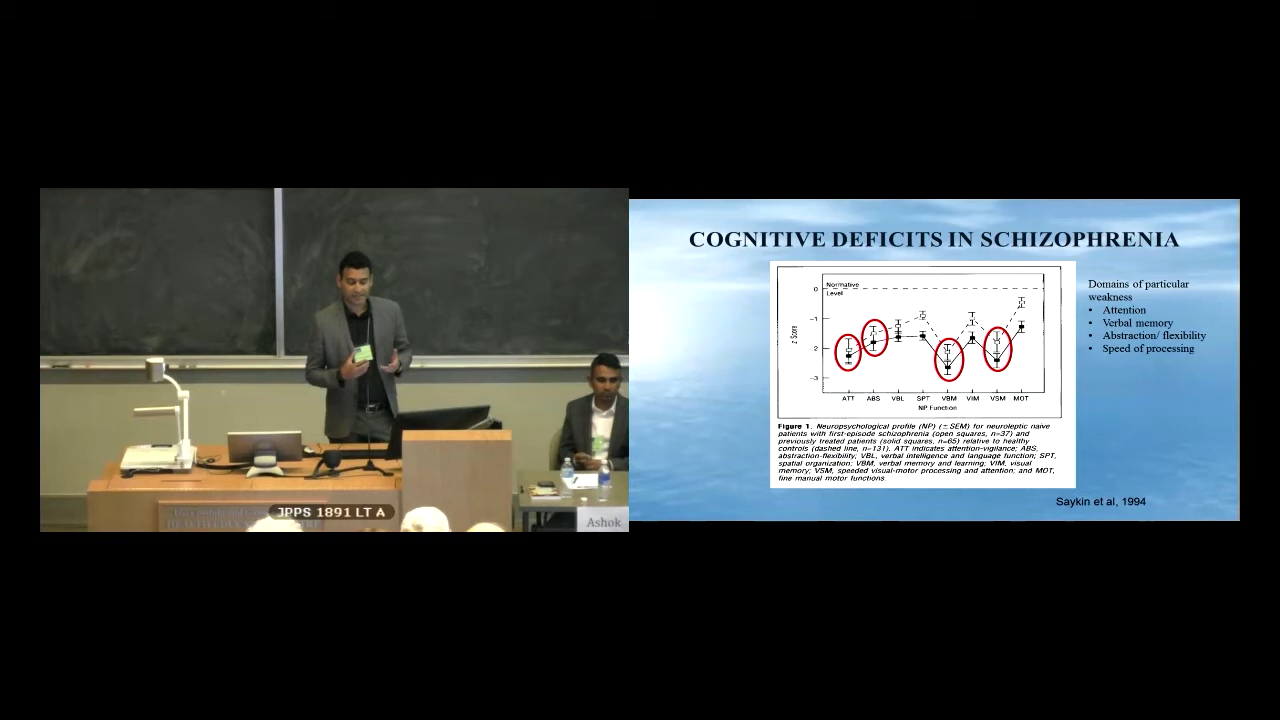 JPPS 1891 LT A
Ashok
COGNITIVE DEFICITS IN SCHIZOPHRENIA
Normative
Level
0
-1
-2
-3
z Score
ATT ABS VBL SPT VBM VIM VSM MOT
NP Function
Figure 1. Neuropsychological profile (NP) (±SEM) for neuroleptic naive
patients with first-episode schizophrenia (open squares, n=37) and
previously treated patients (solid squares, n=65) relative to healthy
controls (dashed line, n=131). ATT indicates attention-vigilance; ABS,
abstraction-flexibility; VBL, verbal intelligence and language function; SPT,
spatial organization; VBM, verbal memory and learning; VIM, visual
memory; VSM, speeded visual-motor processing and attention; and MOT,
fine manual motor functions.
Domains of particular
weakness
• Attention
• Verbal memory
• Abstraction/ flexibility
• Speed of processing
Saykin et al, 1994